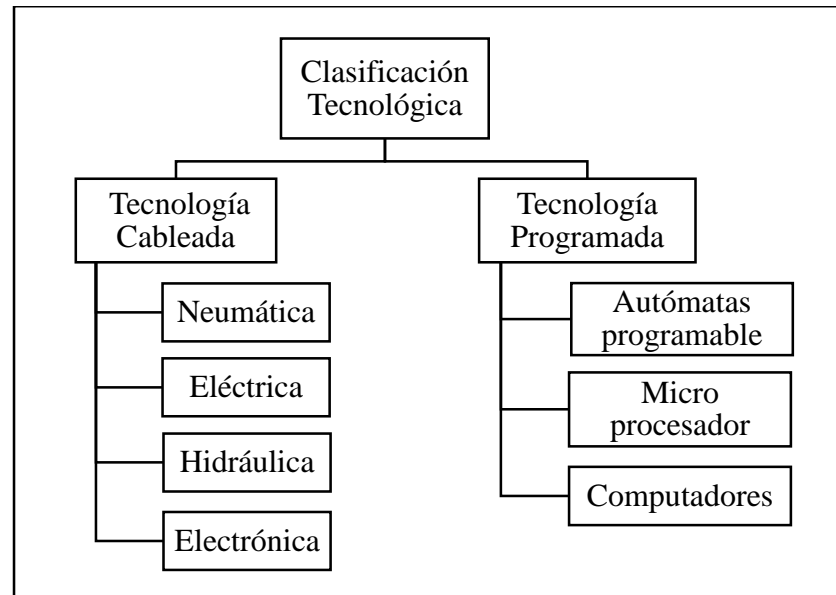 Clasificación
Tecnológica
Tecnología
Cableada
Neumática
Eléctrica
Hidráulica
Electrónica
Tecnología
Programada
Autómatas
programable
Micro
procesador
Computadores